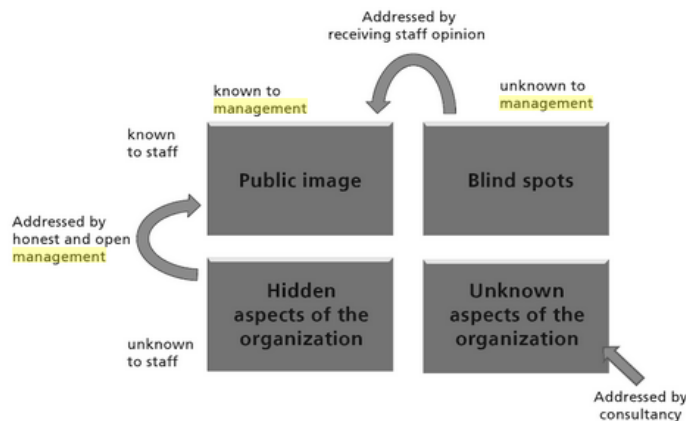 Addressed by
receiving staff opinion
known to
management
unknown to
management
known
to staff
Public image
Blind spots
Addressed by
honest and open
management
Hidden
aspects of the
organization
Unknown
aspects of the
organization
unknown
to staff
Addressed by
consultancy